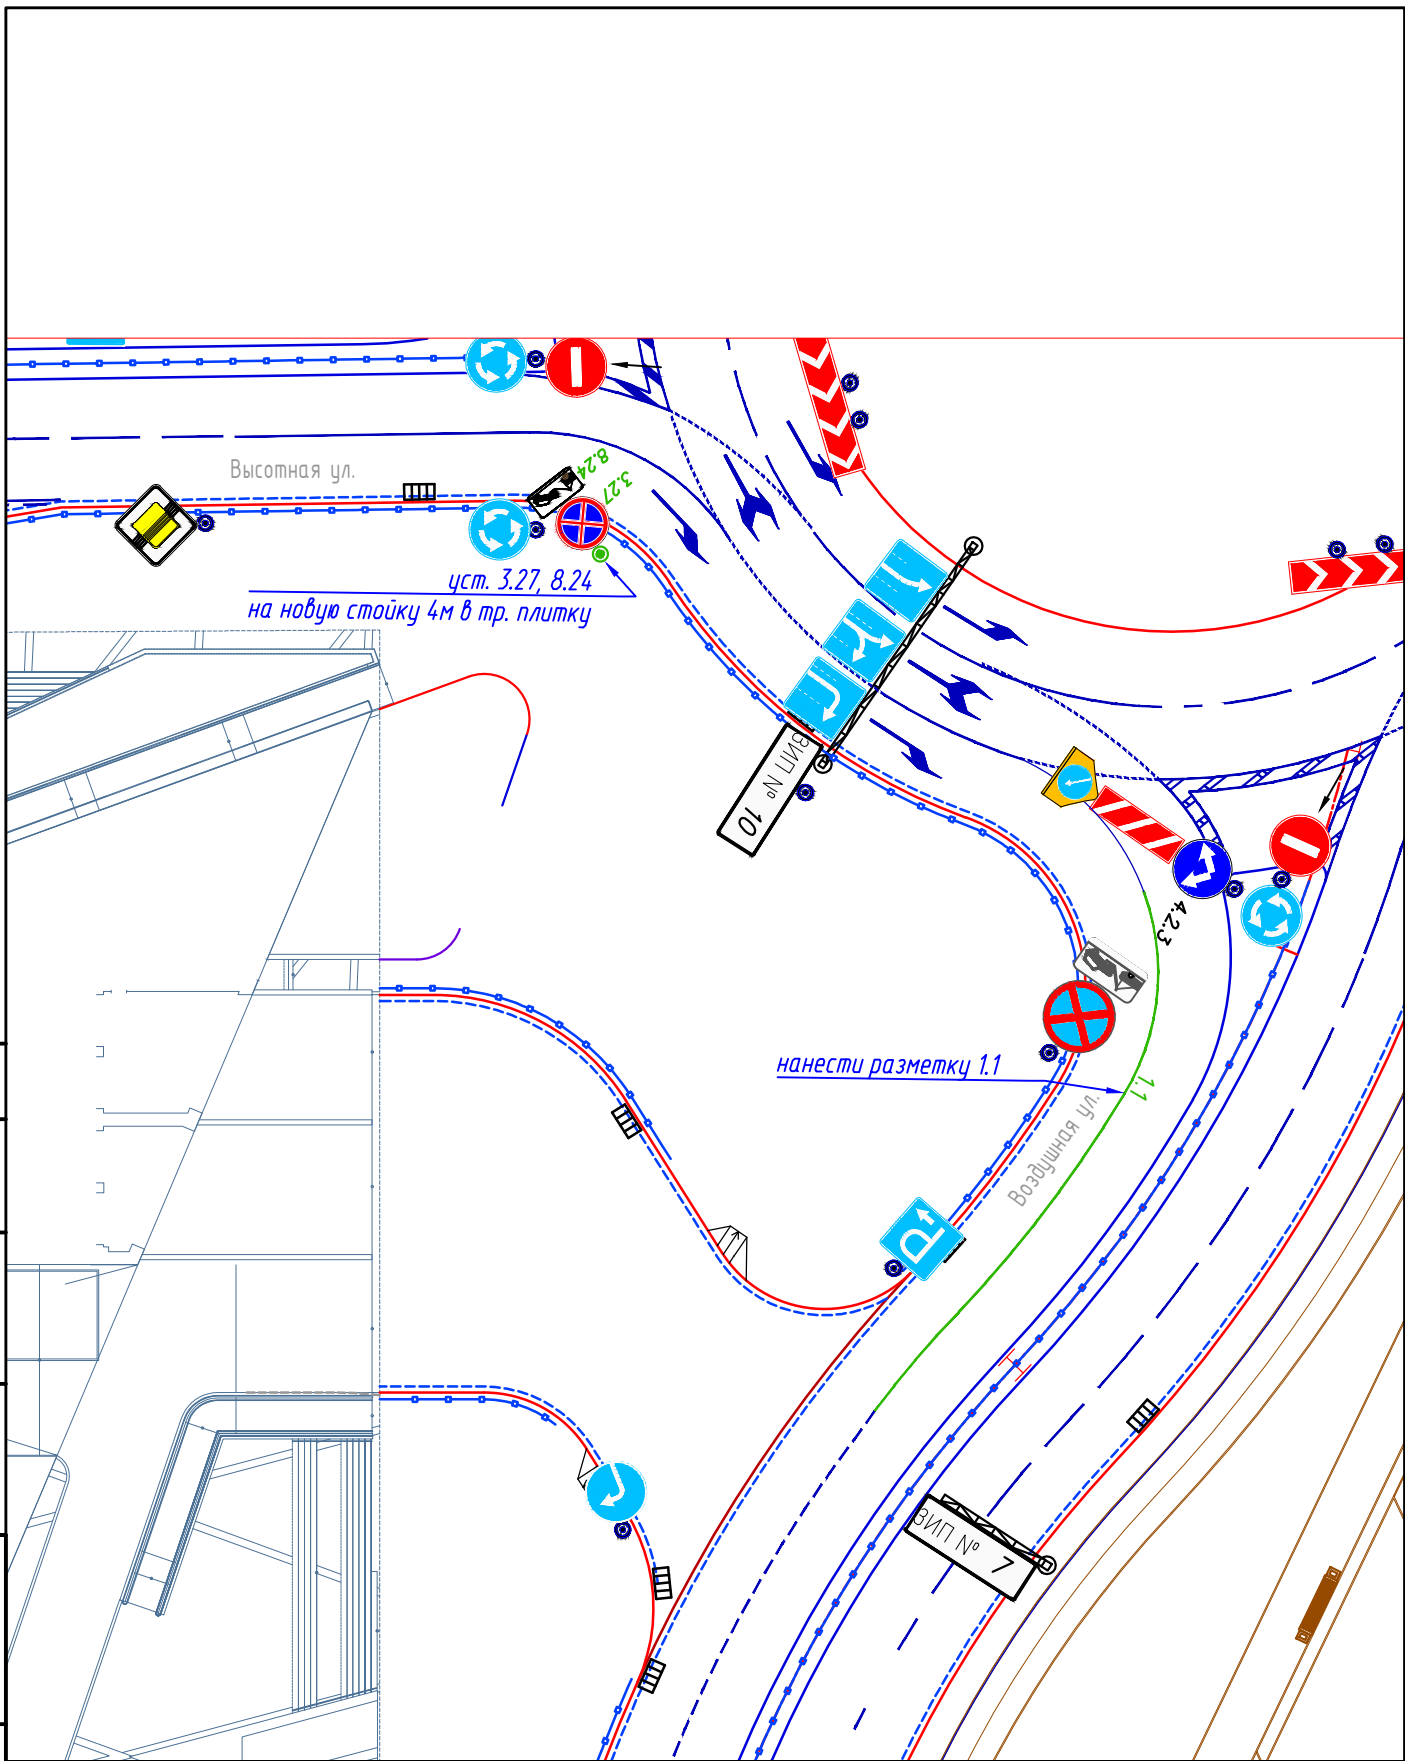 Высотная ул.
8.24
3.27
уст. 3.27, 8.24
на новую стойку 4м в тр. плитку
ЗИП № 10
4.2.3
нанести разметку 1.1
1.1
Воздушная ул.
P
ЗИП № 7